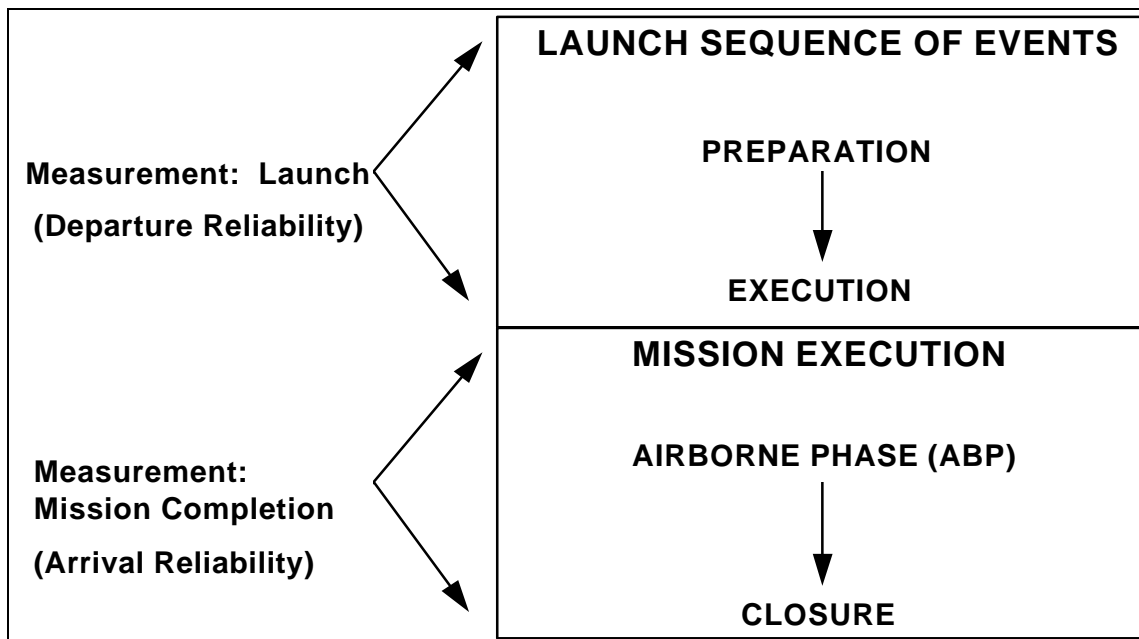 LAUNCH SEQUENCE OF EVENTS
PREPARATION
Measurement: Launch
(Departure Reliability)
EXECUTION
MISSION EXECUTION
AIRBORNE PHASE (ABP)
Measurement:
Mission Completion
(Arrival Reliability)
CLOSURE